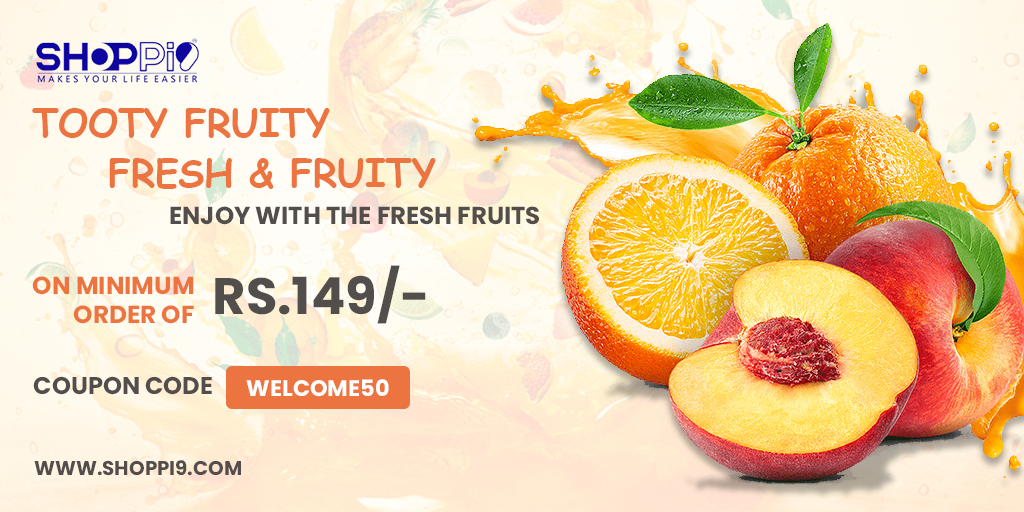 SHOPPi9
MAKES YOUR LIFE EASIER
TOOTY FRUITY
FRESH & FRUITY
ENJOY WITH THE FRESH FRUITS
ON MINIMUM
ORDER OF
RS.149/-
COUPON CODE WELCOME50
WWW.SHOPPI9.COM